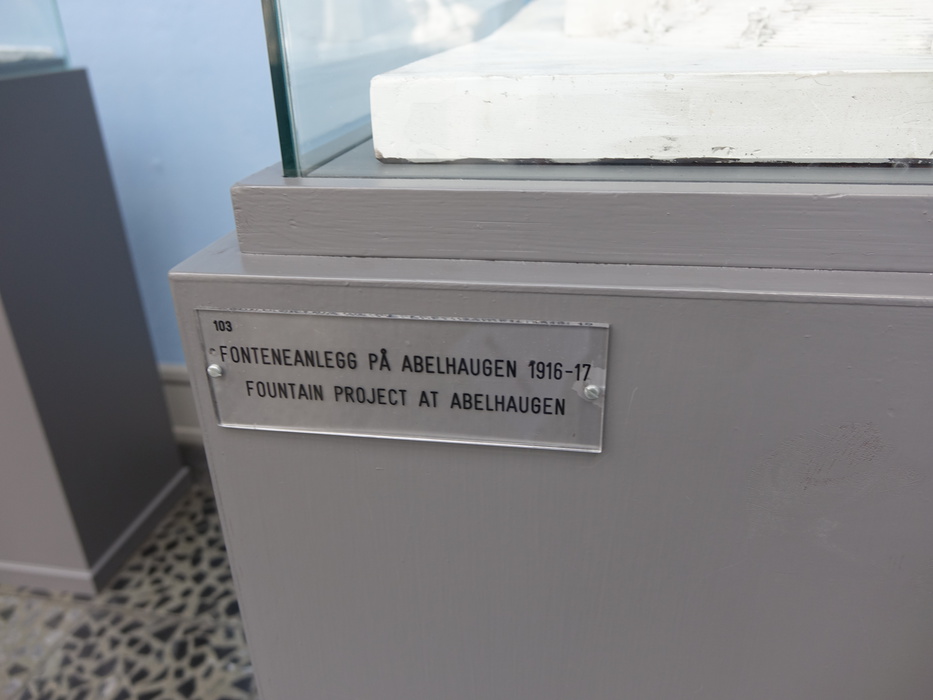 103
FONTENEANLEGG PÅ ABELHAUGEN 1916-17
FOUNTAIN PROJECT AT ABELHAUGEN